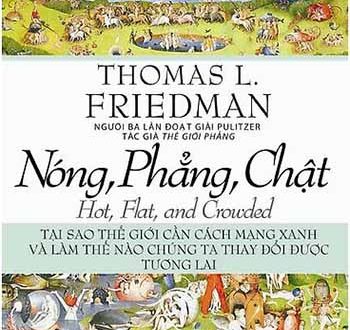 THOMAS L.
FRIEDMAN
NGƯỜI BA LẦN ĐOẠT GIẢI PULITZER
TÁC GIẢ THẾ GIỚI PHẲNG
Nóng, Phẳng, Chật
Hot, Flat, and Crowded
TẠI SAO THẾ GIỚI CẦN CÁCH MẠNG XANH
VÀ LÀM THẾ NÀO CHÚNG TA THAY ĐỔI ĐƯỢC
TƯƠNG LAI